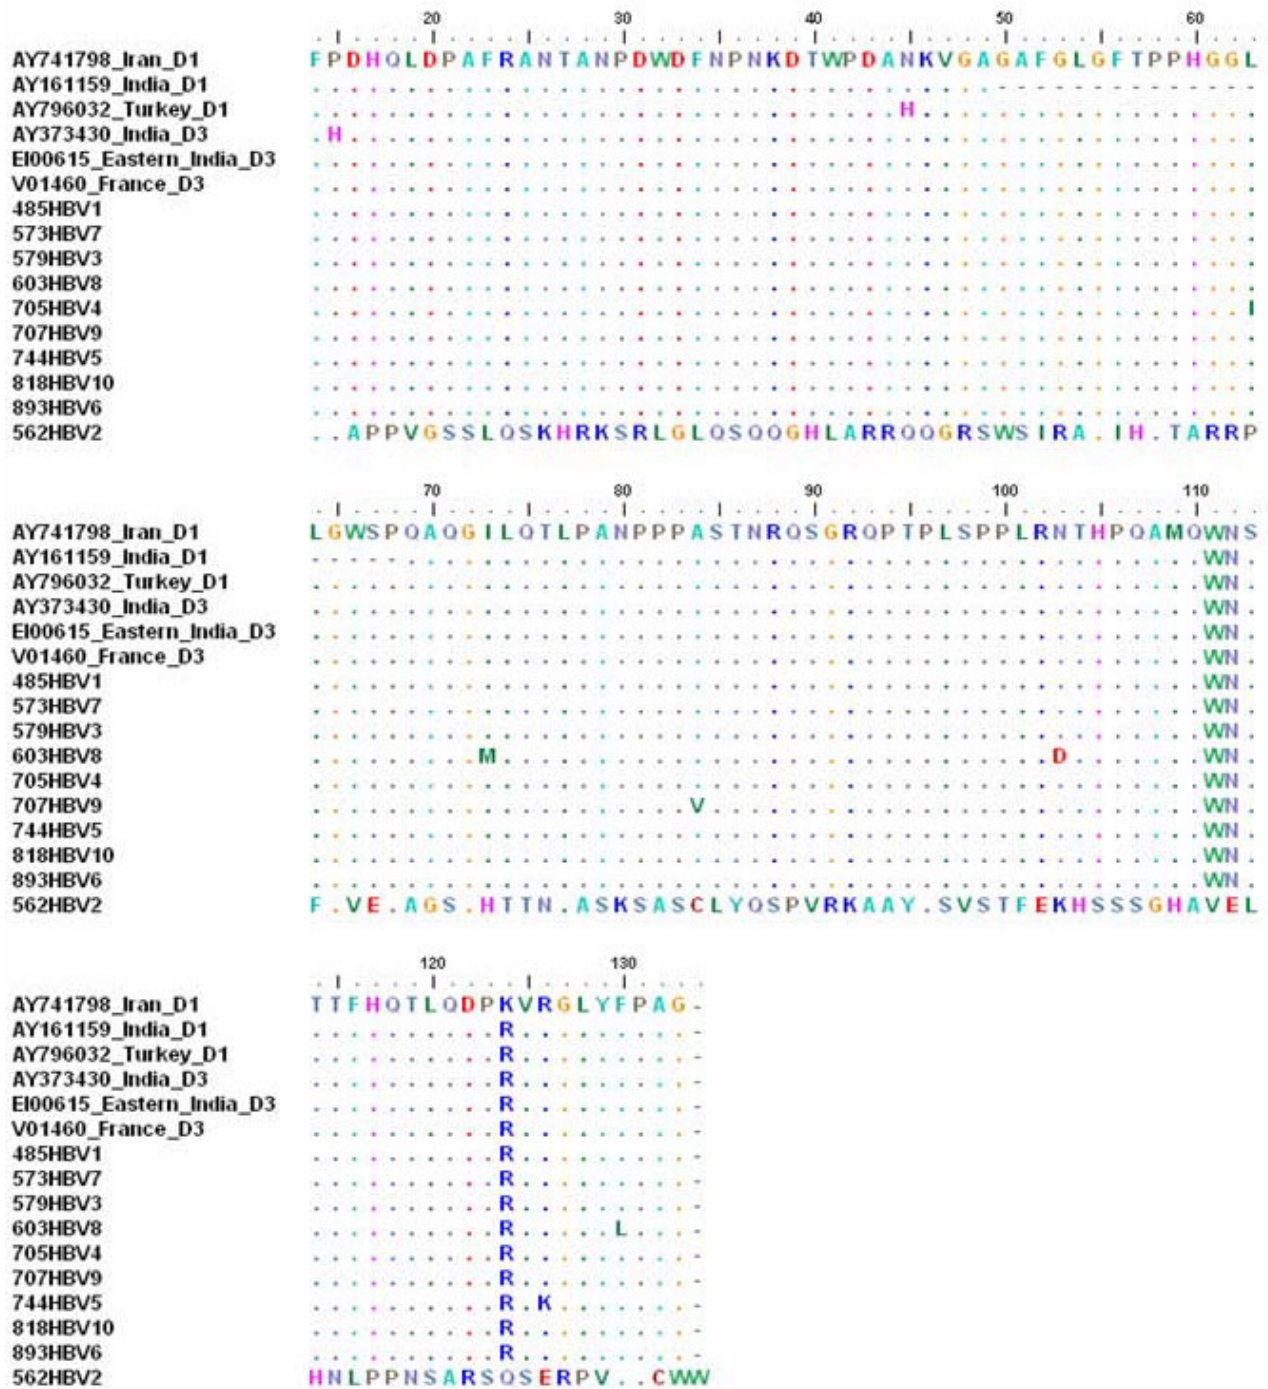 20 30 40 50 60
AY741798_Iran_D1 FPDHQLDPAFRANTANPDWDFNPNKDTWPDANKVGAGAFGLGFTPPHGGL
AY161159_India_D1 ....................................--------------
AY796032_Turkey_D1 ...............................H..................
AY373430_India_D3 .H................................................
EI00615_Eastern_India_D3 ..................................................
V01460_France_D3 ..................................................
485HBV1 ..................................................
573HBV7 ..................................................
579HBV3 ..................................................
603HBV8 ..................................................
705HBV4 .................................................I
707HBV9 ..................................................
744HBV5 ..................................................
818HBV10 ..................................................
893HBV6 ..................................................
562HBV2 ..APPVGSSLQSKHRKSRLGLQSQQGHLARRQQGRSWSIRA.IH.TARRP
70 80 90 100 110
AY741798_Iran_D1 LGWSPQAQGILQTLPANPPPASTNRQSGRQPTPLSPPLRNTHPQAMQWNS
AY161159_India_D1 -----..........................................WN.
AY796032_Turkey_D1 ...............................................WN.
AY373430_India_D3 ...............................................WN.
EI00615_Eastern_India_D3 ...............................................WN.
V01460_France_D3 ...............................................WN.
485HBV1 ...............................................WN.
573HBV7 ...............................................WN.
579HBV3 ...............................................WN.
603HBV8 .........M.............................D.......WN.
705HBV4 ...............................................WN.
707HBV9 ....................V..........................WN.
744HBV5 ...............................................WN.
818HBV10 ...............................................WN.
893HBV6 ...............................................WN.
562HBV2 F.VE.AGS.HTTN.ASKSASCLYQSPVRKAAY.SVSTFEKHSSSGHAVEL
120 130
AY741798_Iran_D1 TTFHQTLQDPKVRGLYFPAG-
AY161159_India_D1 ..........R.........-
AY796032_Turkey_D1 ..........R.........-
AY373430_India_D3 ..........R.........-
EI00615_Eastern_India_D3 ..........R.........-
V01460_France_D3 ..........R.........-
485HBV1 ..........R.........-
573HBV7 ..........R.........-
579HBV3 ..........R.........-
603HBV8 ..........R.....L...-
705HBV4 ..........R.........-
707HBV9 ..........R.........-
744HBV5 ..........R.K.......-
818HBV10 ..........R.........-
893HBV6 ..........R.........-
562HBV2 HNLPPNSARSQSERPV..CWW